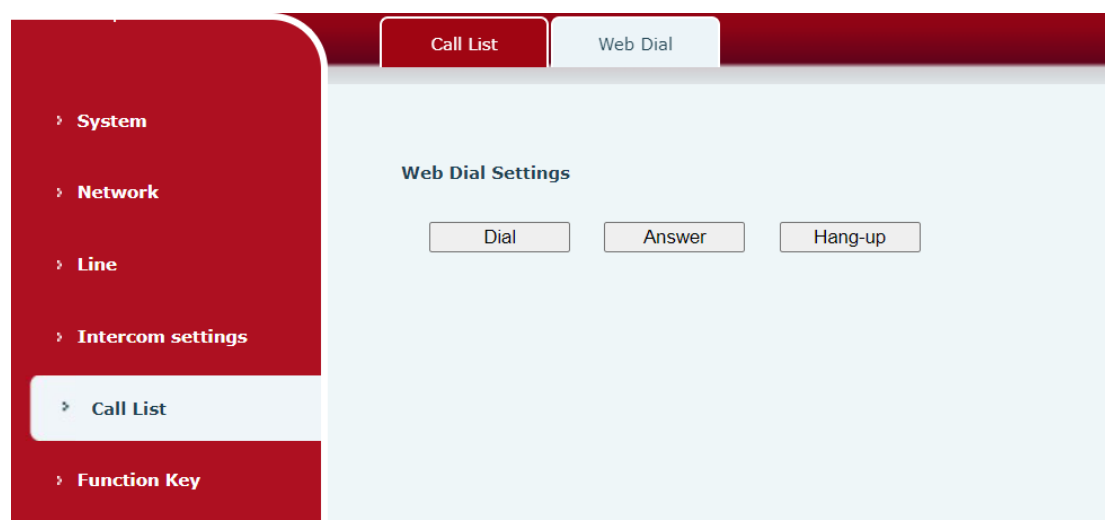 Call List
Web Dial
System
Network
Line
Intercom settings
Call List
Function Key
Web Dial Settings
Dial
Answer
Hang-up